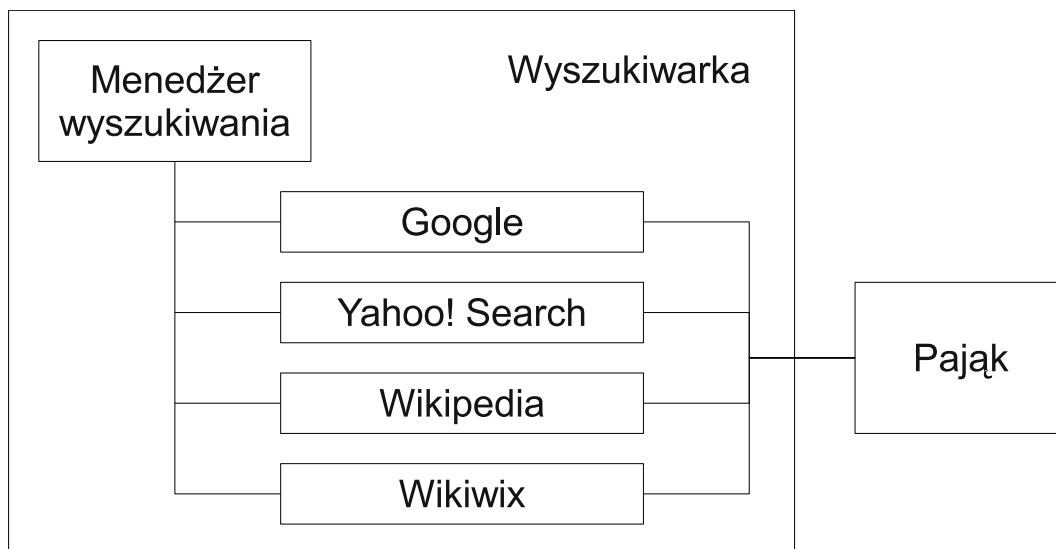 Menedżer
wyszukiwania
Wyszukiwarka
Google
Yahoo! Search
Wikipedia
Wikiwix
Pająk